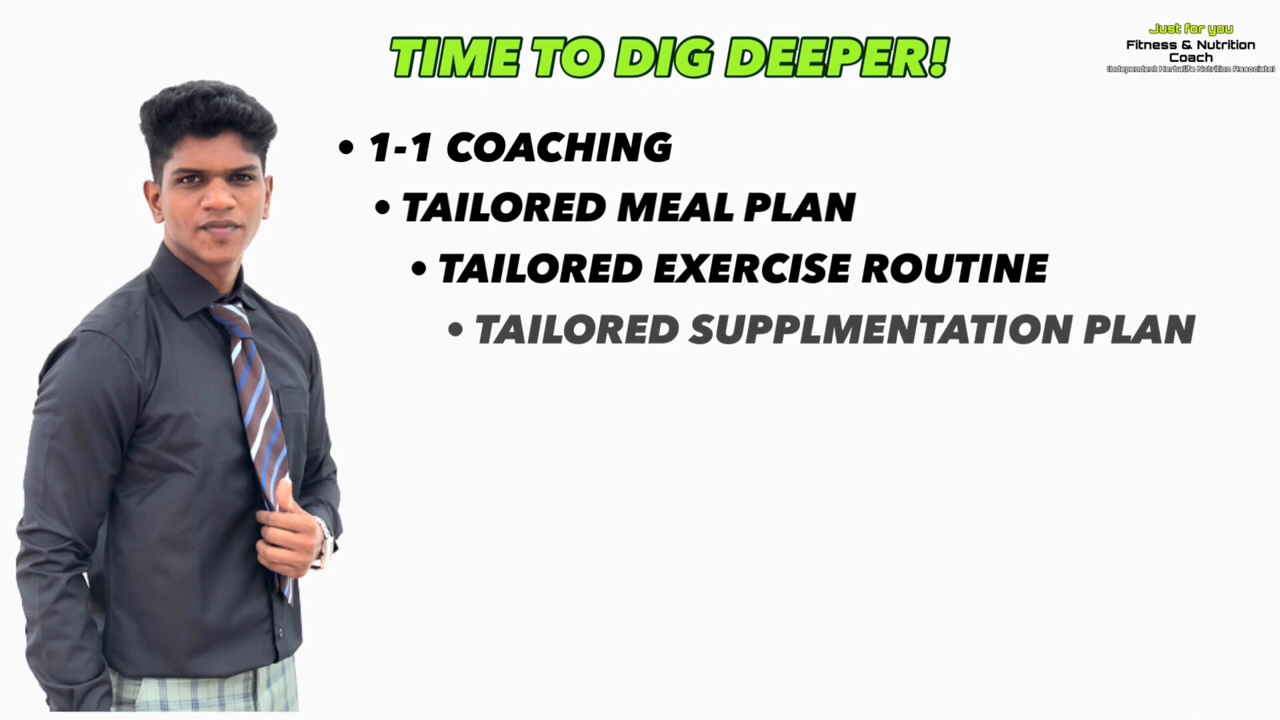 TIME TO DIG DEEPER!
Just for you
Fitness & Nutrition
Coach
(Independent Herbalife Nutrition Associate)
• 1-1 COACHING
• TAILORED MEAL PLAN
• TAILORED EXERCISE ROUTINE
• TAILORED SUPPLMENTATION PLAN